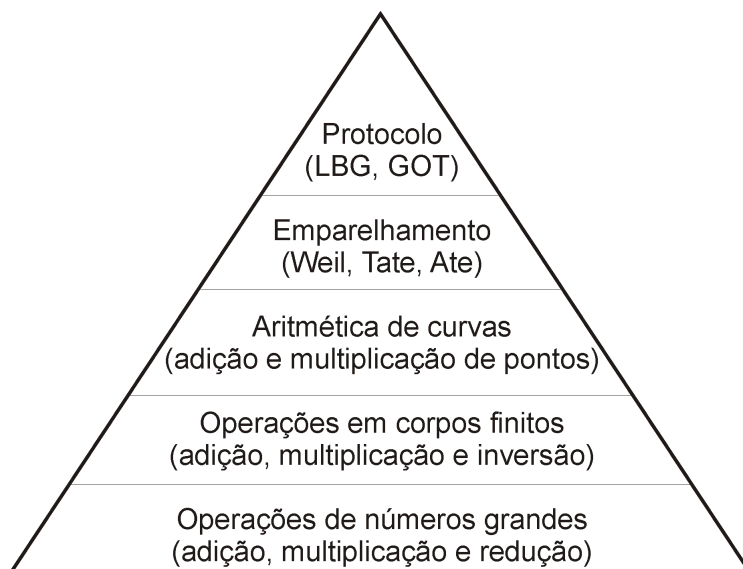 Protocolo
(LBG, GOT)
Emparelhamento
(Weil, Tate, Ate)
Aritmética de curvas
(adição e multiplicação de pontos)
Operações em corpos finitos
(adição, multiplicação e inversão)
Operações de números grandes
(adição, multiplicação e redução)